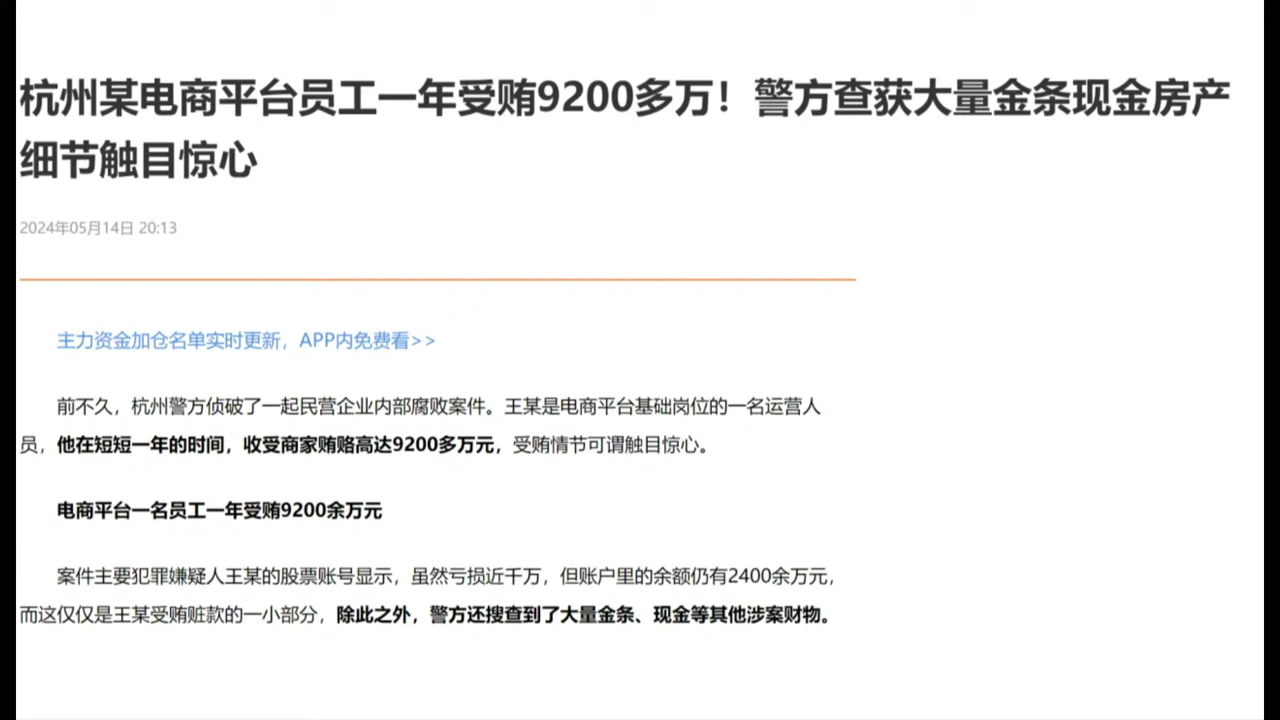 杭州某电商平台员工一年受贿9200多万！警方查获大量金条现金房产
细节触目惊心
2024年05月14日 20:13
主力资金加仓名单实时更新，APP内免费看>>
前不久，杭州警方侦破了一起民营企业内部腐败案件。王某是电商平台基础岗位的一名运营人
员，他在短短一年的时间，收受商家贿赂高达9200多万元，受贿情节可谓触目惊心。
电商平台一名员工一年受贿9200余万元
案件主要犯罪嫌疑人王某的股票账号显示，虽然亏损近千万，但账户里的余额仍有2400余万元，
而这仅仅是王某受贿赃款的一小部分，除此之外，警方还搜查到了大量金条、现金等其他涉案财物。